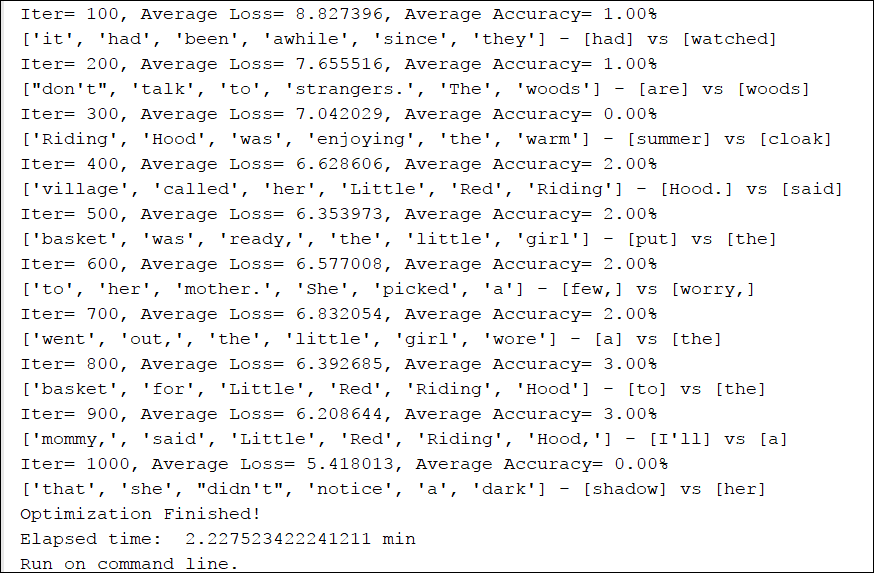 Iter= 100, Average Loss= 8.827396, Average Accuracy= 1.00%
['it', 'had', 'been', 'awhile', 'since', 'they'] - [had] vs [watched]
Iter= 200, Average Loss= 7.655516, Average Accuracy= 1.00%
["don't", 'talk', 'to', 'strangers.', 'The', 'woods'] - [are] vs [woods]
Iter= 300, Average Loss= 7.042029, Average Accuracy= 0.00%
['Riding', 'Hood', 'was', 'enjoying', 'the', 'warm'] - [summer] vs [cloak]
Iter= 400, Average Loss= 6.628606, Average Accuracy= 2.00%
['village', 'called', 'her', 'Little', 'Red', 'Riding'] - [Hood.] vs [said]
Iter= 500, Average Loss= 6.353973, Average Accuracy= 2.00%
['basket', 'was', 'ready,', 'the', 'little', 'girl'] - [put] vs [the]
Iter= 600, Average Loss= 6.577008, Average Accuracy= 2.00%
['to', 'her', 'mother.', 'She', 'picked', 'a'] - [few,] vs [worry,]
Iter= 700, Average Loss= 6.832054, Average Accuracy= 2.00%
['went', 'out,', 'the', 'little', 'girl', 'wore'] - [a] vs [the]
Iter= 800, Average Loss= 6.392685, Average Accuracy= 3.00%
['basket', 'for', 'Little', 'Red', 'Riding', 'Hood'] - [to] vs [the]
Iter= 900, Average Loss= 6.208644, Average Accuracy= 3.00%
['mommy,', 'said', 'Little', 'Red', 'Riding', 'Hood,'] - [I'll] vs [a]
Iter= 1000, Average Loss= 5.418013, Average Accuracy= 0.00%
['that', 'she', "didn't", 'notice', 'a', 'dark'] - [shadow] vs [her]
Optimization Finished!
Elapsed time:  2.227523422241211 min
Run on command line.